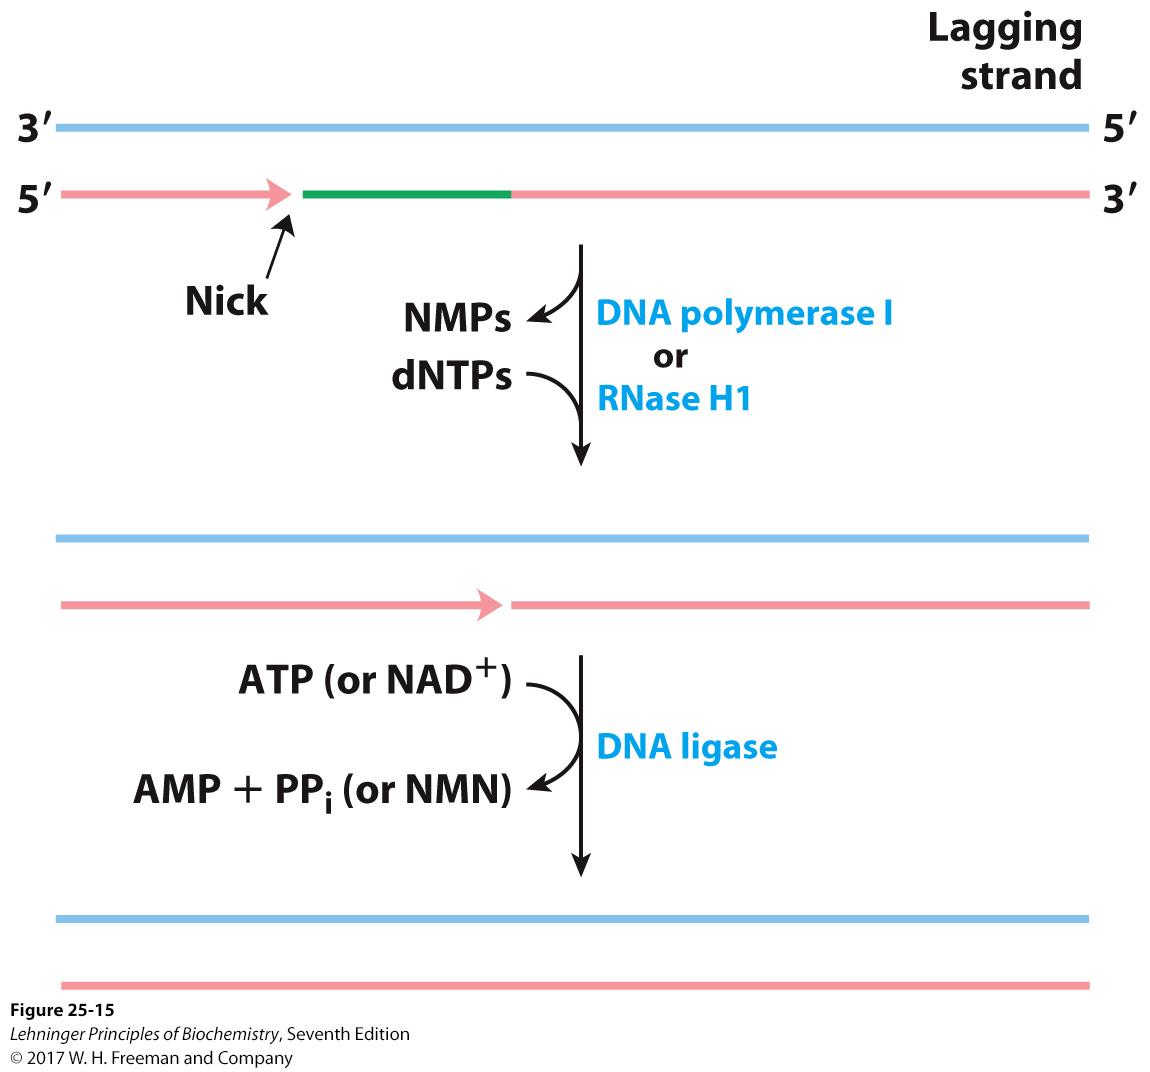 Lagging
strand
3′
5′
5′
3′
Nick
NMPs
dNTPs
DNA polymerase I
or
RNase H1
ATP (or NAD⁺)
DNA ligase
AMP + PPᵢ (or NMN)
Figure 25-15
Lehninger Principles of Biochemistry, Seventh Edition
© 2017 W. H. Freeman and Company